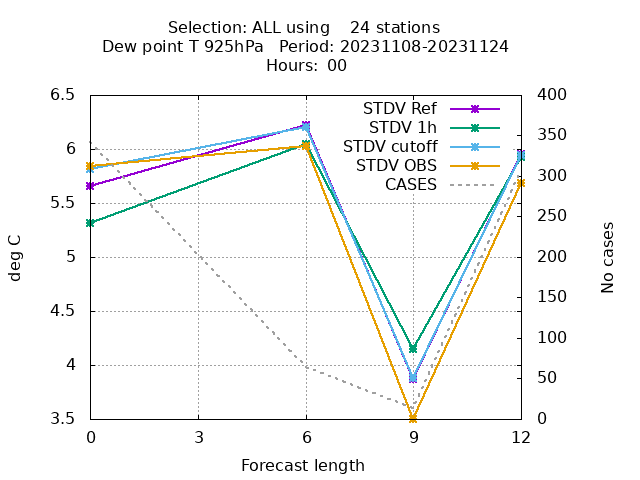 Selection: ALL using    24 stations
Dew point T 925hPa   Period: 20231108-20231124
Hours:  00
STDV Ref
STDV 1h
STDV cutoff
STDV OBS
CASES
6.5
6
5.5
5
4.5
4
3.5
400
350
300
250
200
150
100
50
0
deg C
No cases
0 3 6 9 12
Forecast length